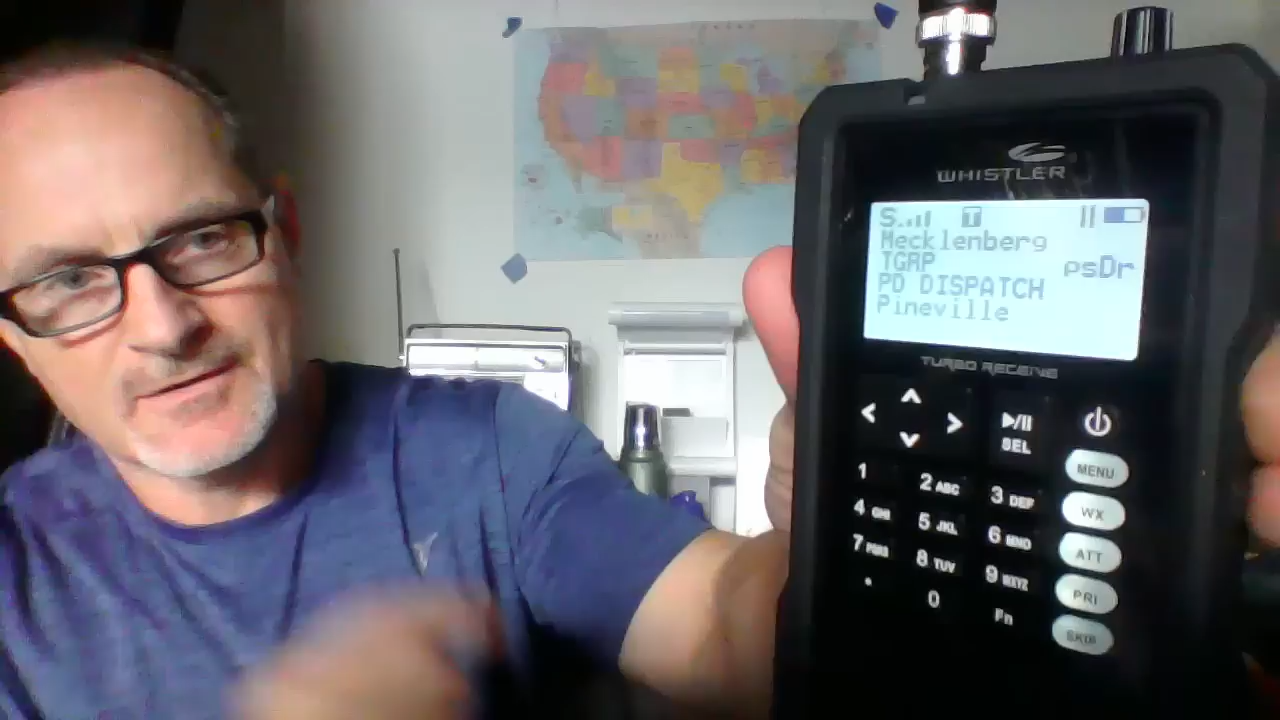 WHISTLER
S T
Mecklenberg
TGRP psDr
PD DISPATCH
Pineville
TURBO RECEIVE
▶/II
SEL
MENU
1 2 ABC 3 DEF
WX
4 GHI 5 JKL 6 MNO
ATT
7 PQRS 8 TUV 9 WXYZ
PRI
. 0 Fn
SKIP